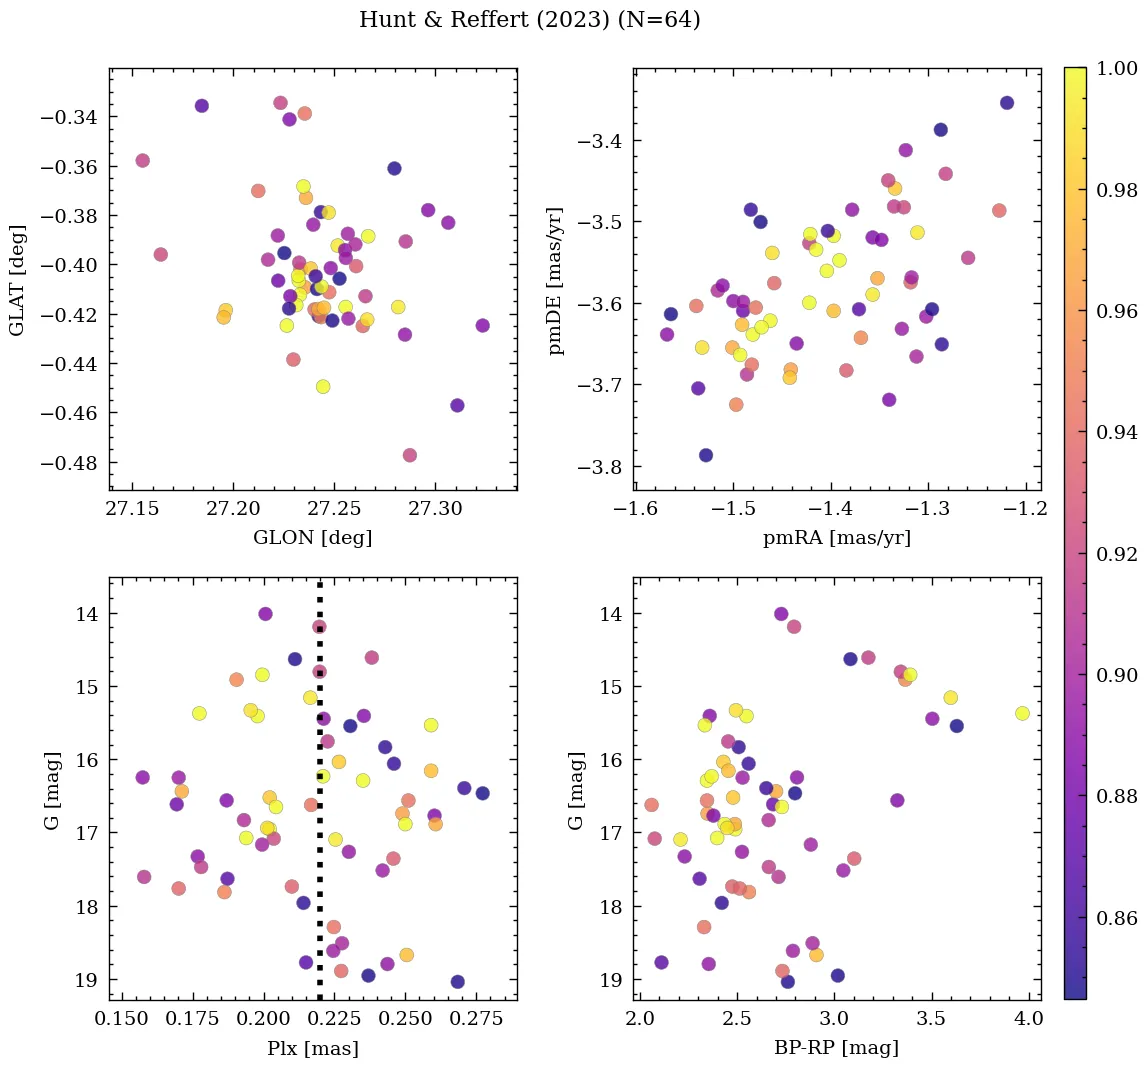 Hunt & Reffert (2023) (N=64)
−0.34
−0.36
−0.38
−0.40
−0.42
−0.44
−0.46
−0.48
GLAT [deg]
27.15 27.20 27.25 27.30
GLON [deg]
−3.4
−3.5
−3.6
−3.7
−3.8
pmDE [mas/yr]
−1.6 −1.5 −1.4 −1.3 −1.2
pmRA [mas/yr]
14
15
16
17
18
19
G [mag]
0.150 0.175 0.200 0.225 0.250 0.275
Plx [mas]
14
15
16
17
18
19
G [mag]
2.0 2.5 3.0 3.5 4.0
BP-RP [mag]
1.00
0.98
0.96
0.94
0.92
0.90
0.88
0.86